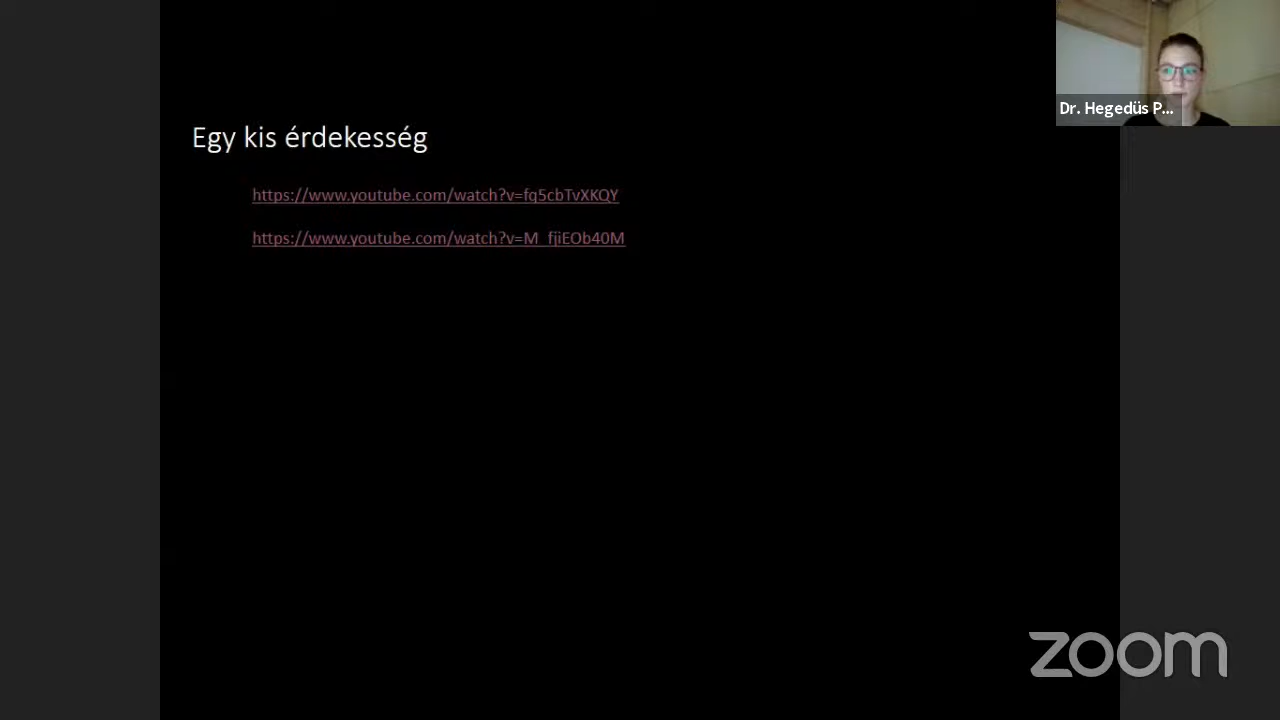 Egy kis érdekesség
https://www.youtube.com/watch?v=fq5cbTvXKQY
https://www.youtube.com/watch?v=M_fjiEOb40M
Dr. Hegedüs P...
zoom